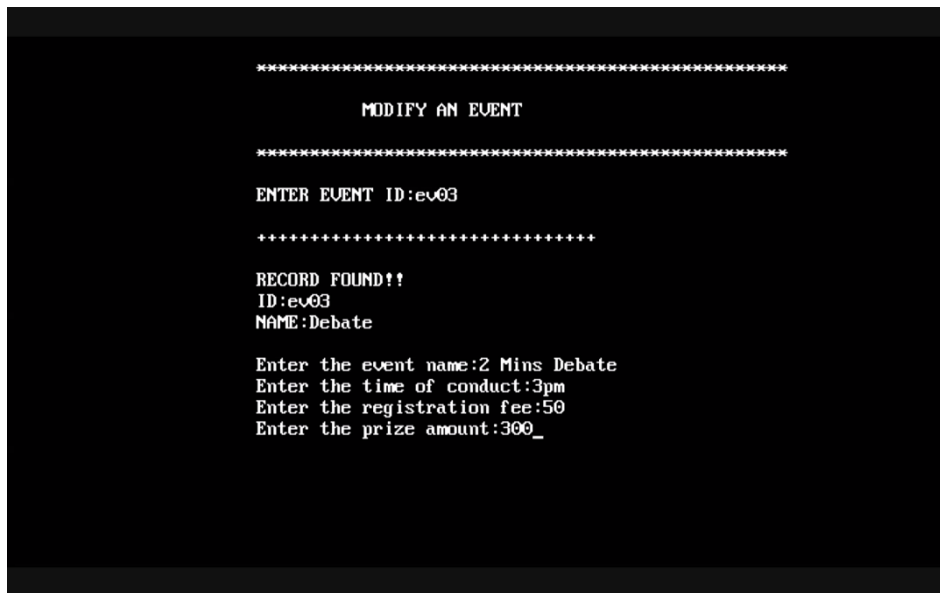 **************************************************
MODIFY AN EVENT
**************************************************
ENTER EVENT ID:ev03
++++++++++++++++++++++++++++++++
RECORD FOUND!!
ID:ev03
NAME:Debate
Enter the event name:2 Mins Debate
Enter the time of conduct:3pm
Enter the registration fee:50
Enter the prize amount:300_